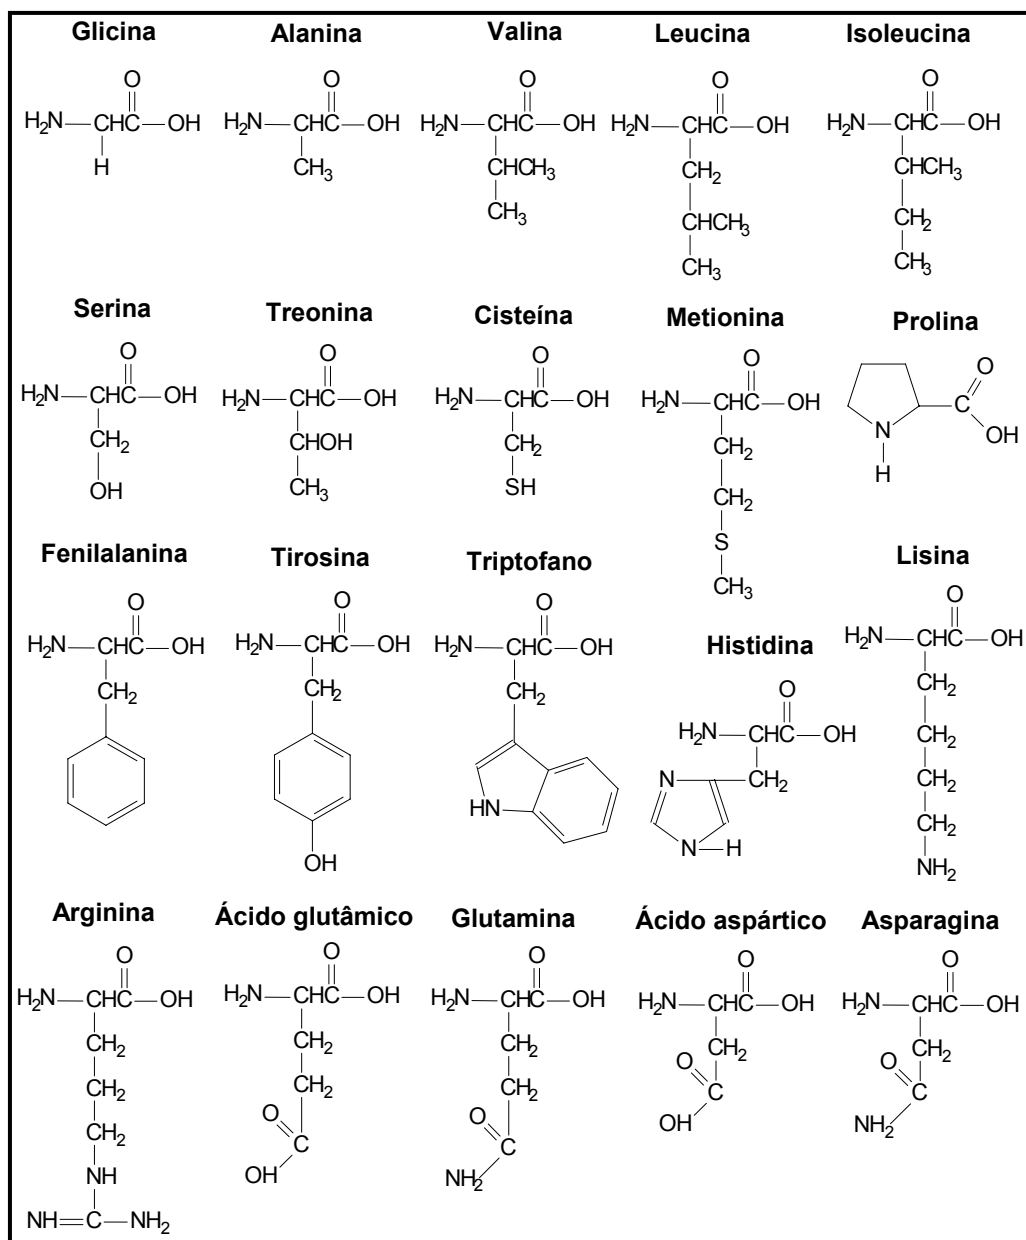 Glicina Alanina Valina Leucina Isoleucina
O O O O O
H2N CHC OH H2N CHC OH H2N CHC OH H2N CHC OH H2N CHC OH
H CH3 CHCH3 CH2 CHCH3
CH3 CHCH3 CH2
CH3 CH3
Serina Treonina Cisteína Metionina Prolina
O O O O O
H2N CHC OH H2N CHC OH H2N CHC OH H2N CHC OH C
CH2 CHOH CH2 CH2 N OH
OH CH3 SH CH2 H
S
CH3
Fenilalanina Tirosina Triptofano Histidina Lisina
O O O O O
H2N CHC OH H2N CHC OH H2N CHC OH H2N CHC OH H2N CHC OH
CH2 CH2 CH2 CH2 CH2
N CH2
HN N H CH2
OH CH2
NH2
Arginina Ácido glutâmico Glutamina Ácido aspártico Asparagina
O O O O O
H2N CHC OH H2N CHC OH H2N CHC OH H2N CHC OH H2N CHC OH
CH2 CH2 CH2 CH2 CH2
CH2 CH2 CH2 O C O C
CH2 O C O C OH NH2
NH OH NH2
NH C NH2